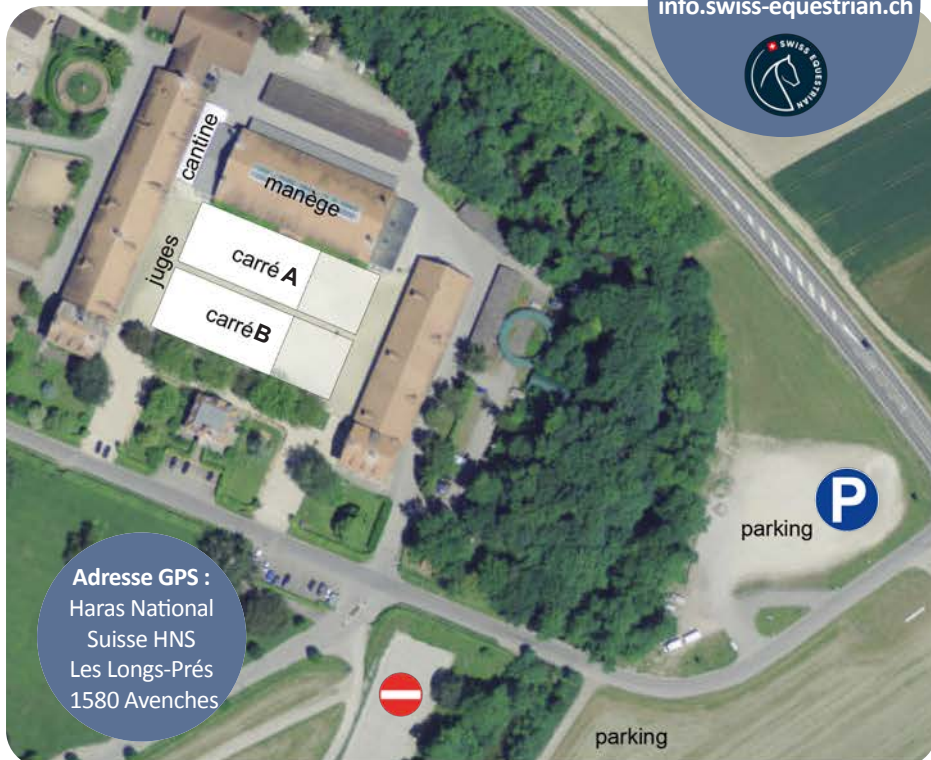 info.swiss-equestrian.ch
SWISS EQUESTRIAN
cantine
manège
juges
carré A
carré B
P
parking
Adresse GPS :
Haras National
Suisse HNS
Les Longs-Prés
1580 Avenches
parking